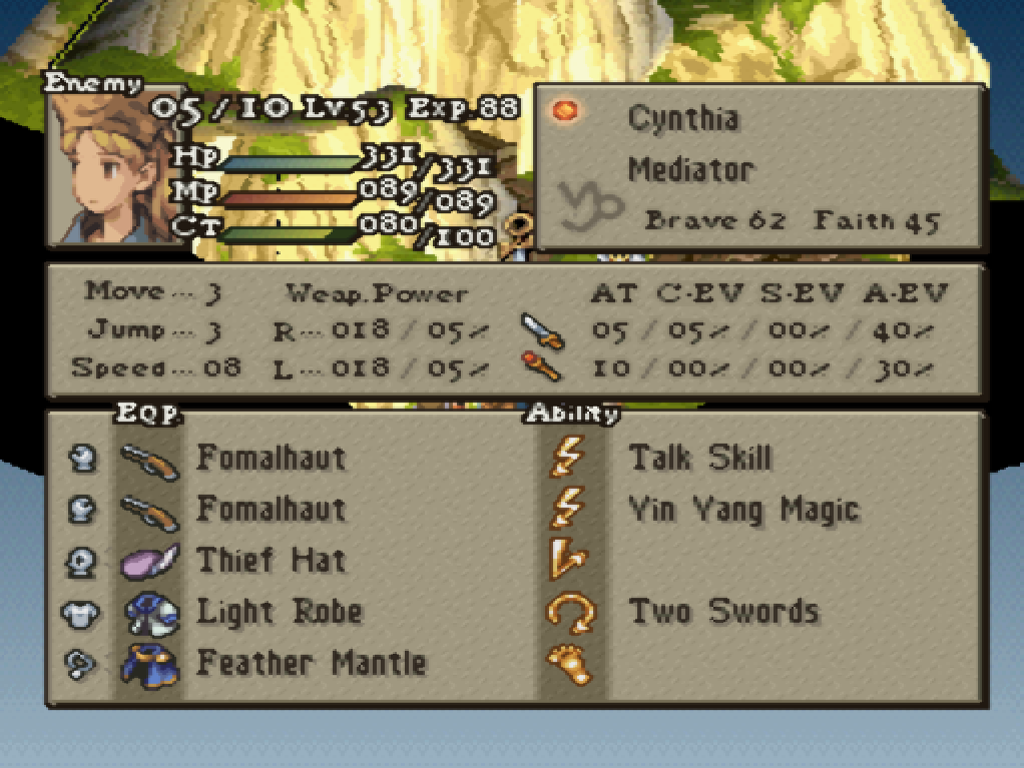 Enemy
05/10 Lv.53 Exp.88
Hp 331/331
Mp 089/089
CT 080/100
Cynthia
Mediator
Brave 62 Faith 45
Move... 3 Weap.Power AT C-EV S-EV A-EV
Jump... 3 R... 018 / 05% 05 / 05% / 00% / 40%
Speed... 08 L... 018 / 05% 10 / 00% / 00% / 30%
Eqp. Ability
Fomalhaut Talk Skill
Fomalhaut Yin Yang Magic
Thief Hat
Light Robe Two Swords
Feather Mantle